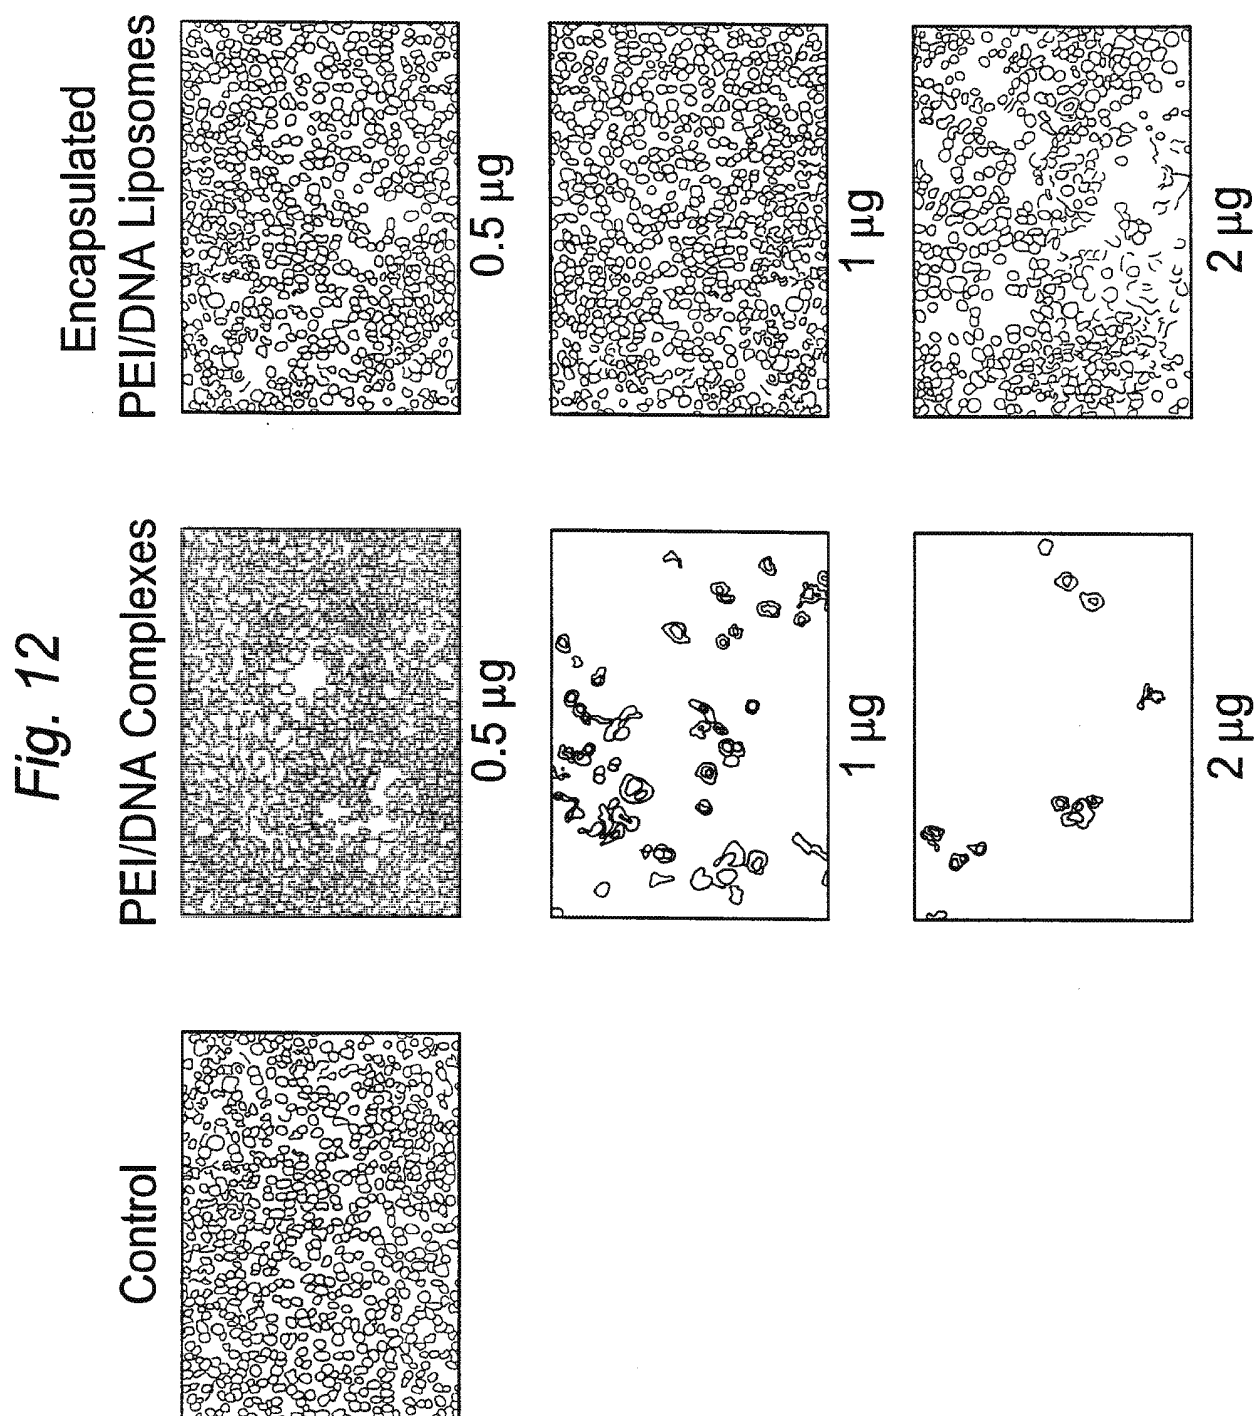 Fig. 12
Control
PEI/DNA Complexes
Encapsulated
PEI/DNA Liposomes
0.5 µg
0.5 µg
1 µg
1 µg
2 µg
2 µg